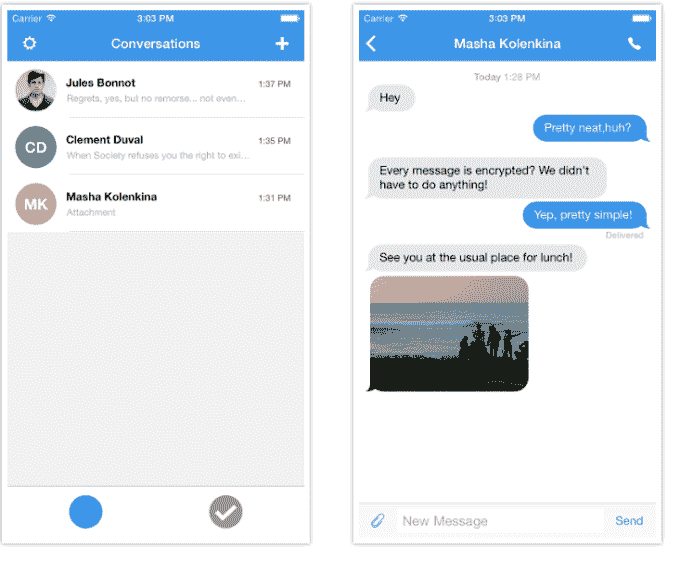 Carrier 3:03 PM
Conversations
Jules Bonnot 1:37 PM
Regrets, yes, but no remorse... not even...
CD
Clement Duval 1:35 PM
When Society refuses you the right to exi...
MK
Masha Kolenkina 1:31 PM
Attachment
Carrier 3:03 PM
Masha Kolenkina
Today 1:28 PM
Hey
Pretty neat,huh?
Every message is encrypted? We didn't
have to do anything!
Yep, pretty simple!
Delivered
See you at the usual place for lunch!
New Message Send